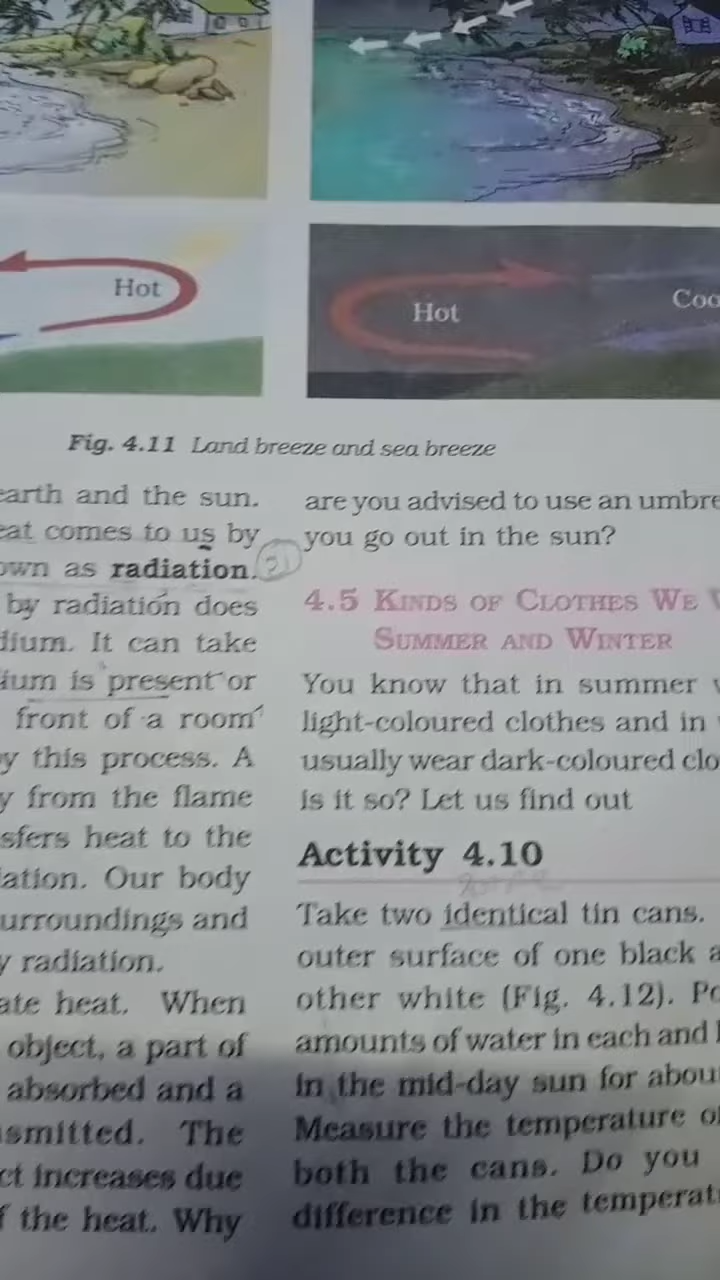 Hot
Hot
Coo
Fig. 4.11 Land breeze and sea breeze
earth and the sun.
eat comes to us by
own as radiation.
by radiation does
dium. It can take
ium is present or
front of a room
y this process. A
y from the flame
sfers heat to the
iation. Our body
urroundings and
y radiation.
ate heat. When
object, a part of
absorbed and a
smitted. The
ct increases due
f the heat. Why
are you advised to use an umbre
you go out in the sun?
4.5 KINDS OF CLOTHES WE
SUMMER AND WINTER
You know that in summer
light-coloured clothes and in
usually wear dark-coloured clo
is it so? Let us find out
Activity 4.10
Take two identical tin cans.
outer surface of one black a
other white (Fig. 4.12). Po
amounts of water in each and
in the mid-day sun for abou
Measure the temperature o
both the cans. Do you
difference in the temperat